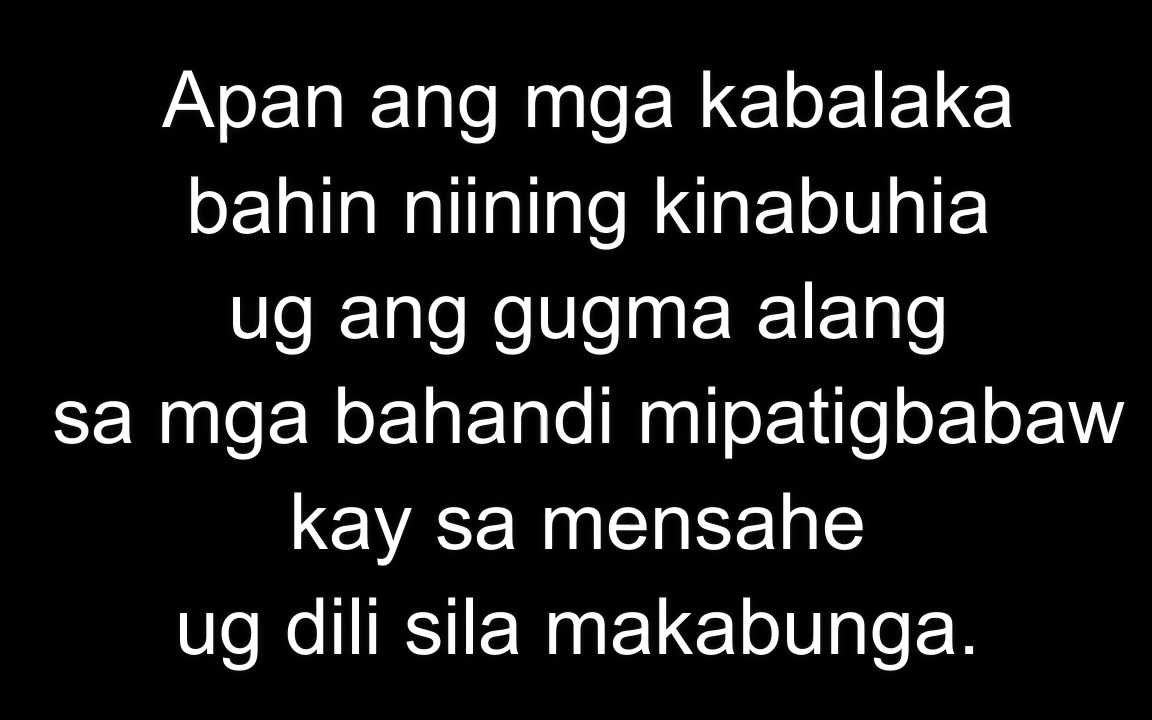 Apan ang mga kabalaka
bahin niining kinabuhia
ug ang gugma alang
sa mga bahandi mipatigbabaw
kay sa mensahe
ug dili sila makabunga.